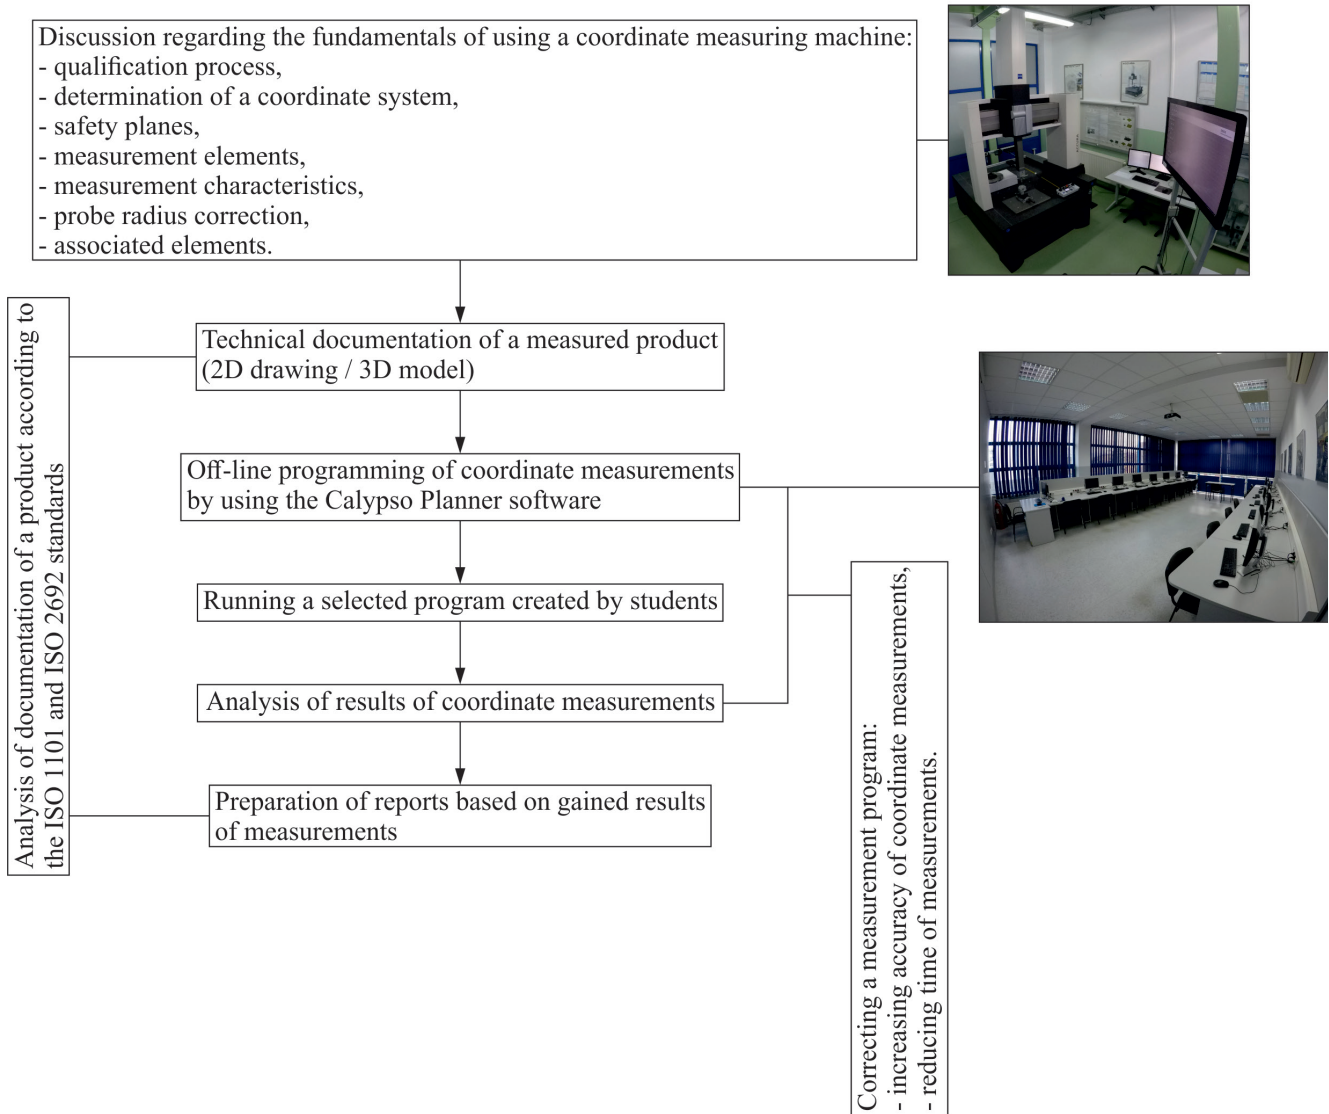 Discussion regarding the fundamentals of using a coordinate measuring machine:
- qualification process,
- determination of a coordinate system,
- safety planes,
- measurement elements,
- measurement characteristics,
- probe radius correction,
- associated elements.
Analysis of documentation of a product according to
the ISO 1101 and ISO 2692 standards
Technical documentation of a measured product
(2D drawing / 3D model)
Off-line programming of coordinate measurements
by using the Calypso Planner software
Running a selected program created by students
Analysis of results of coordinate measurements
Preparation of reports based on gained results
of measurements
Correcting a measurement program:
- increasing accuracy of coordinate measurements,
- reducing time of measurements.